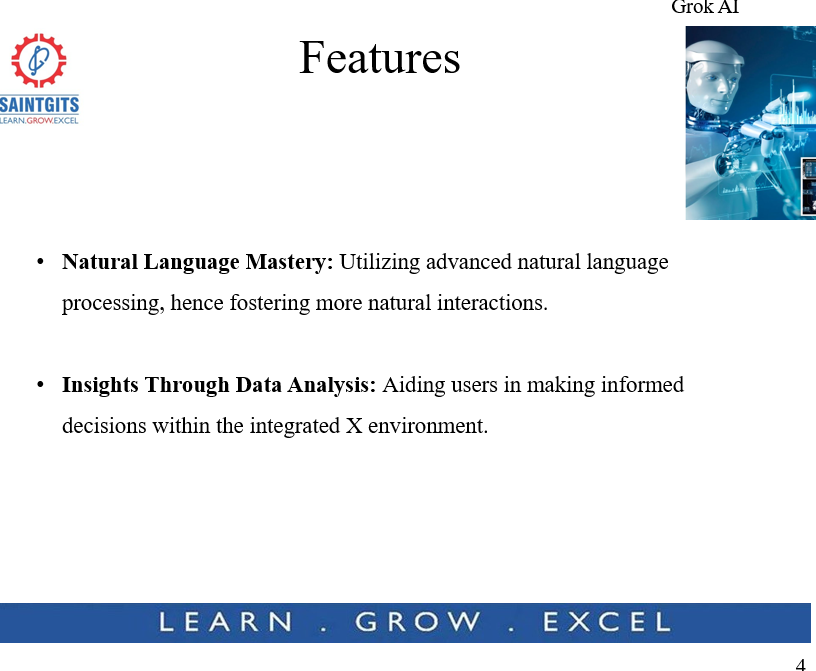 Grok AI
Features
SAINTGITS
LEARN.GROW.EXCEL
• Natural Language Mastery: Utilizing advanced natural language
processing, hence fostering more natural interactions.
• Insights Through Data Analysis: Aiding users in making informed
decisions within the integrated X environment.
LEARN . GROW . EXCEL
4